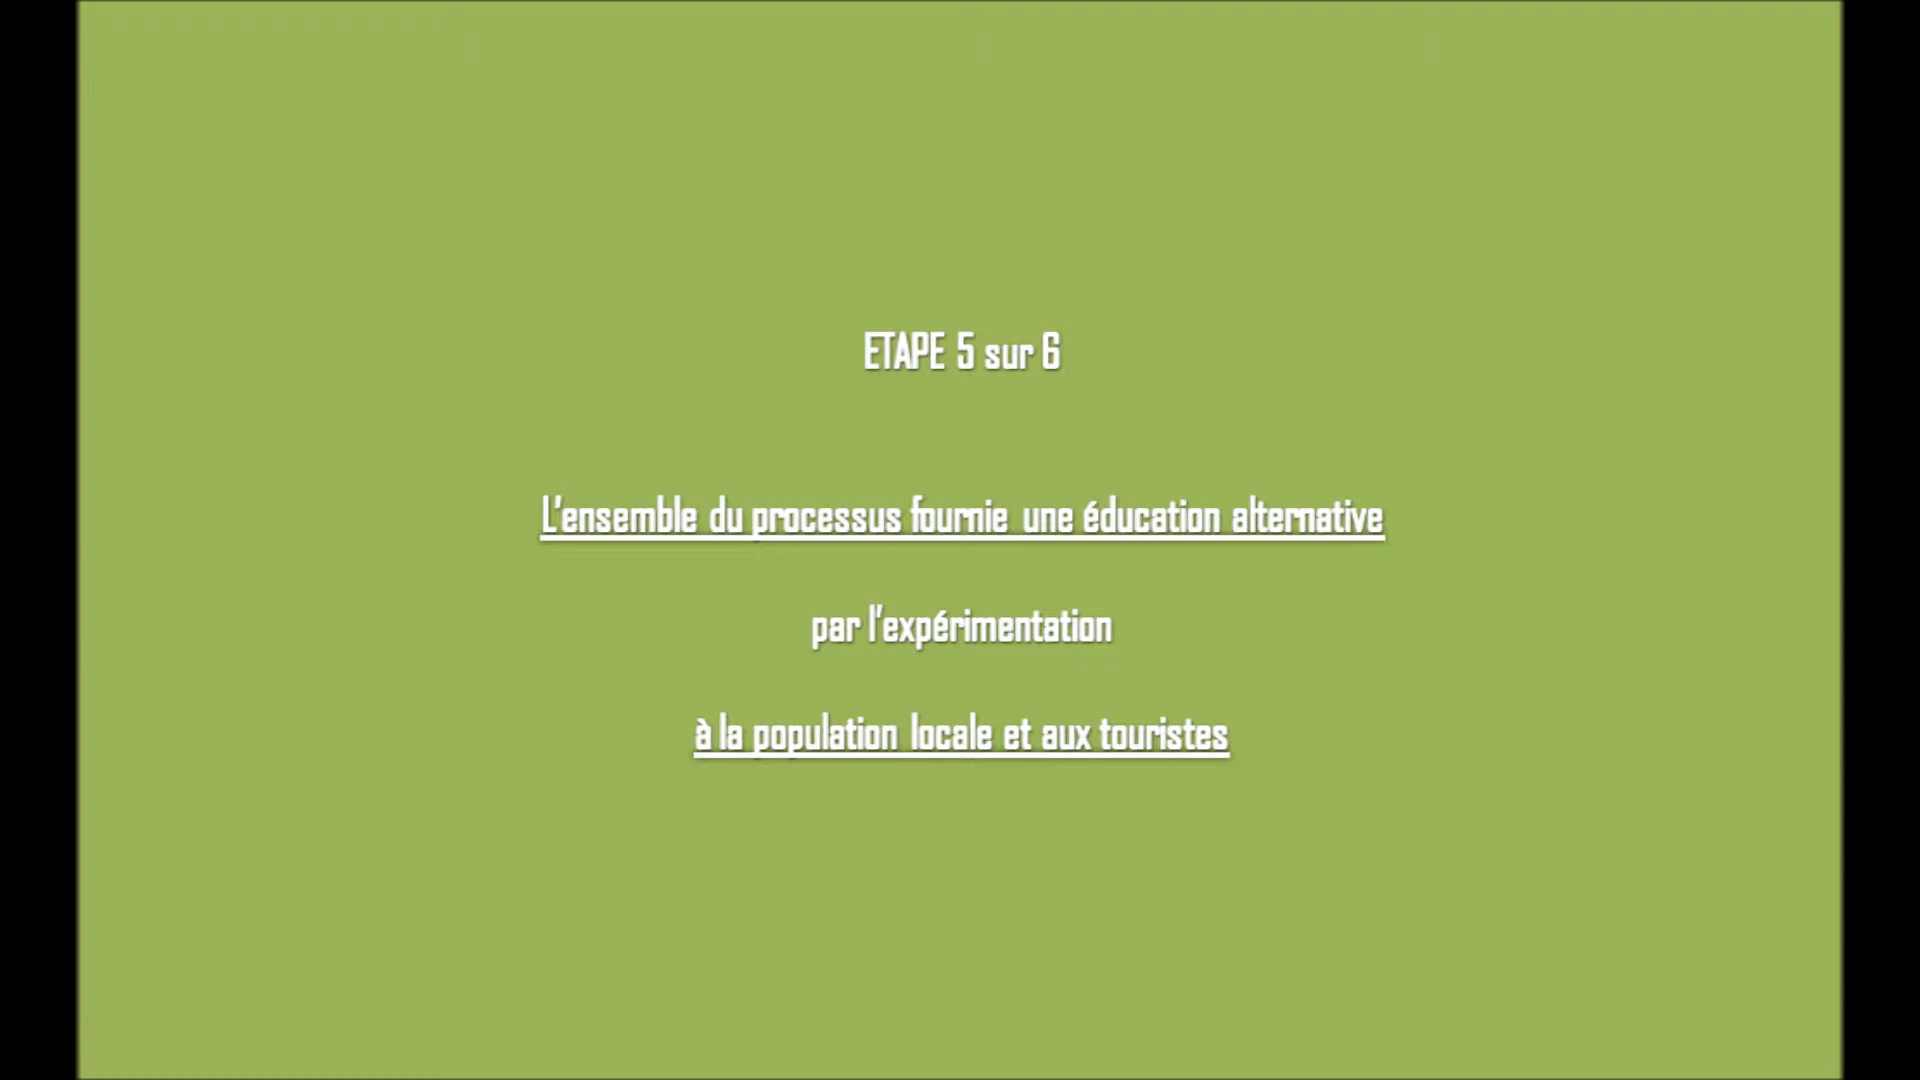 ETAPE 5 sur 6
L'ensemble du processus fournie une éducation alternative
par l'expérimentation
à la population locale et aux touristes